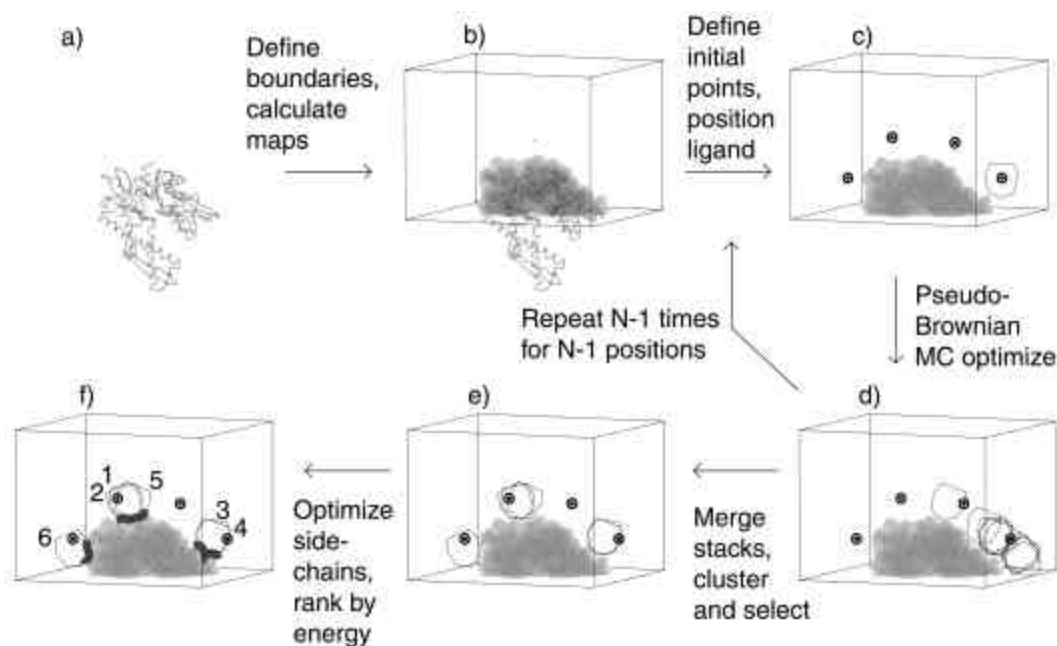 a)
Define
boundaries,
calculate
maps
b)
Define
initial
points,
position
ligand
c)
Repeat N-1 times
for N-1 positions
Pseudo-
Brownian
MC optimize
f)
1
2
5
3
4
6
Optimize
side-
chains,
rank by
energy
e)
Merge
stacks,
cluster
and select
d)